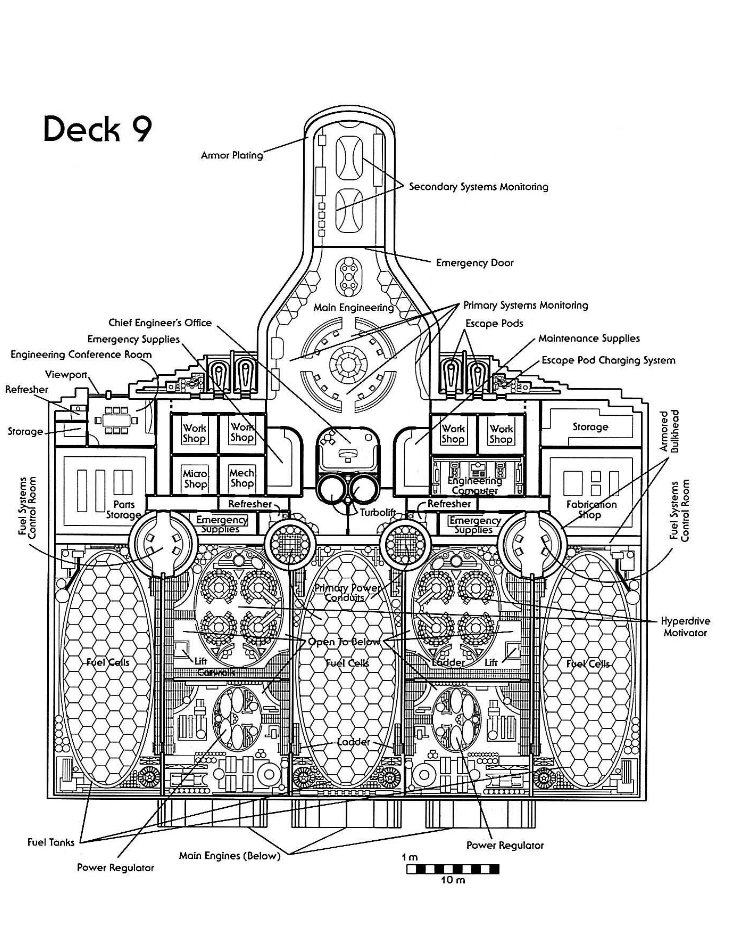 Deck 9
Armor Plating
Secondary Systems Monitoring
Emergency Door
Main Engineering
Primary Systems Monitoring
Chief Engineer's Office
Escape Pods
Emergency Supplies
Maintenance Supplies
Engineering Conference Room
Escape Pod Charging System
Viewport
Refresher
Storage
Work
Shop
Work
Shop
Work
Shop
Work
Shop
Storage
Armored
Bulkhead
Micro
Shop
Mech
Shop
Engineering
Computer
Parts
Storage
Fabrication
Shop
Fuel Systems
Control Room
Fuel Systems
Control Room
Refresher
Turbolift
Refresher
Emergency
Supplies
Emergency
Supplies
Primary Power
Conduits
Hyperdrive
Motivator
Open To Below
Fuel Cells
Lift
Catwalk
Fuel Cells
Ladder
Lift
Fuel Cells
Ladder
Fuel Tanks
Power Regulator
Main Engines (Below)
Power Regulator
1 m
10 m